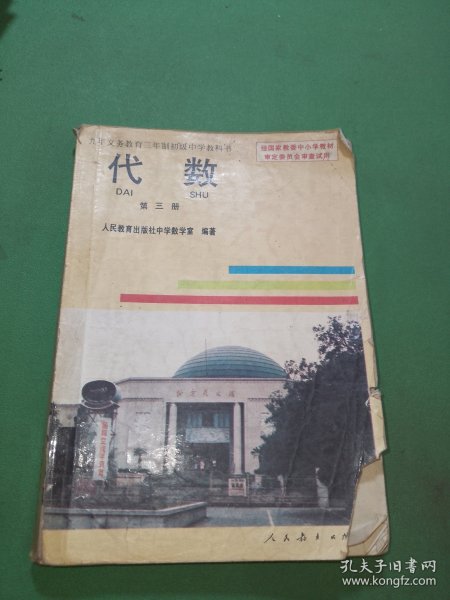 九年义务教育三年制初级中学教科书
经国家教委中小学教材
审定委员会审查试用
代 数
DAI SHU
第三册
人民教育出版社中学数学室 编著
人民教育出版
孔夫子旧书网
www.kongfz.com